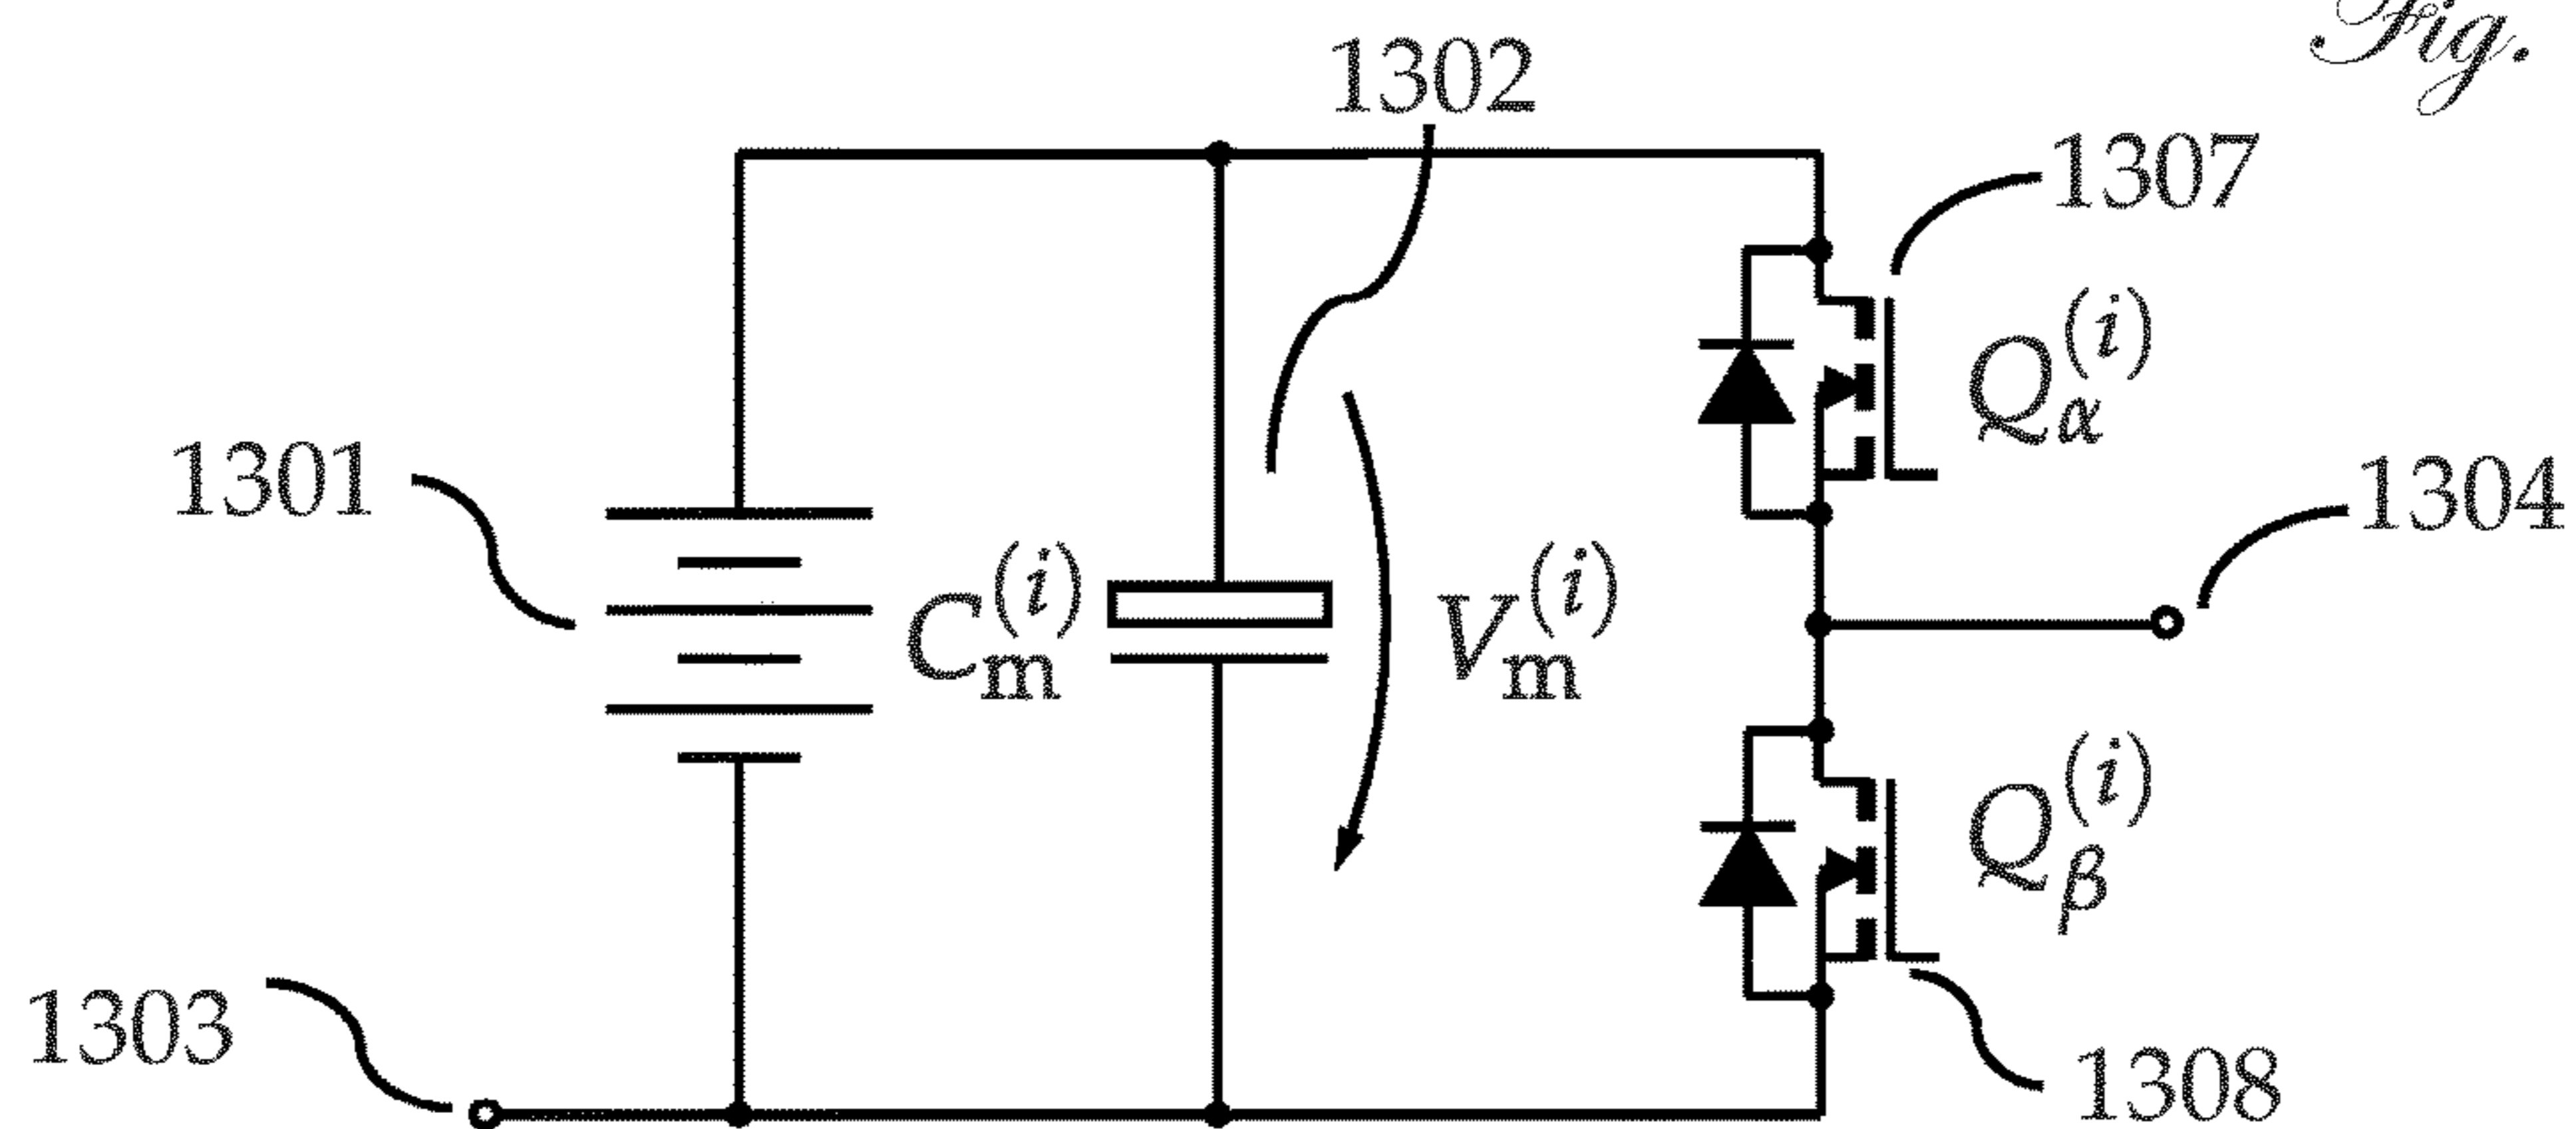 Fig.
1302
1307
Q_α^(i)
1301
1304
C_m^(i)
V_m^(i)
Q_β^(i)
1303
1308